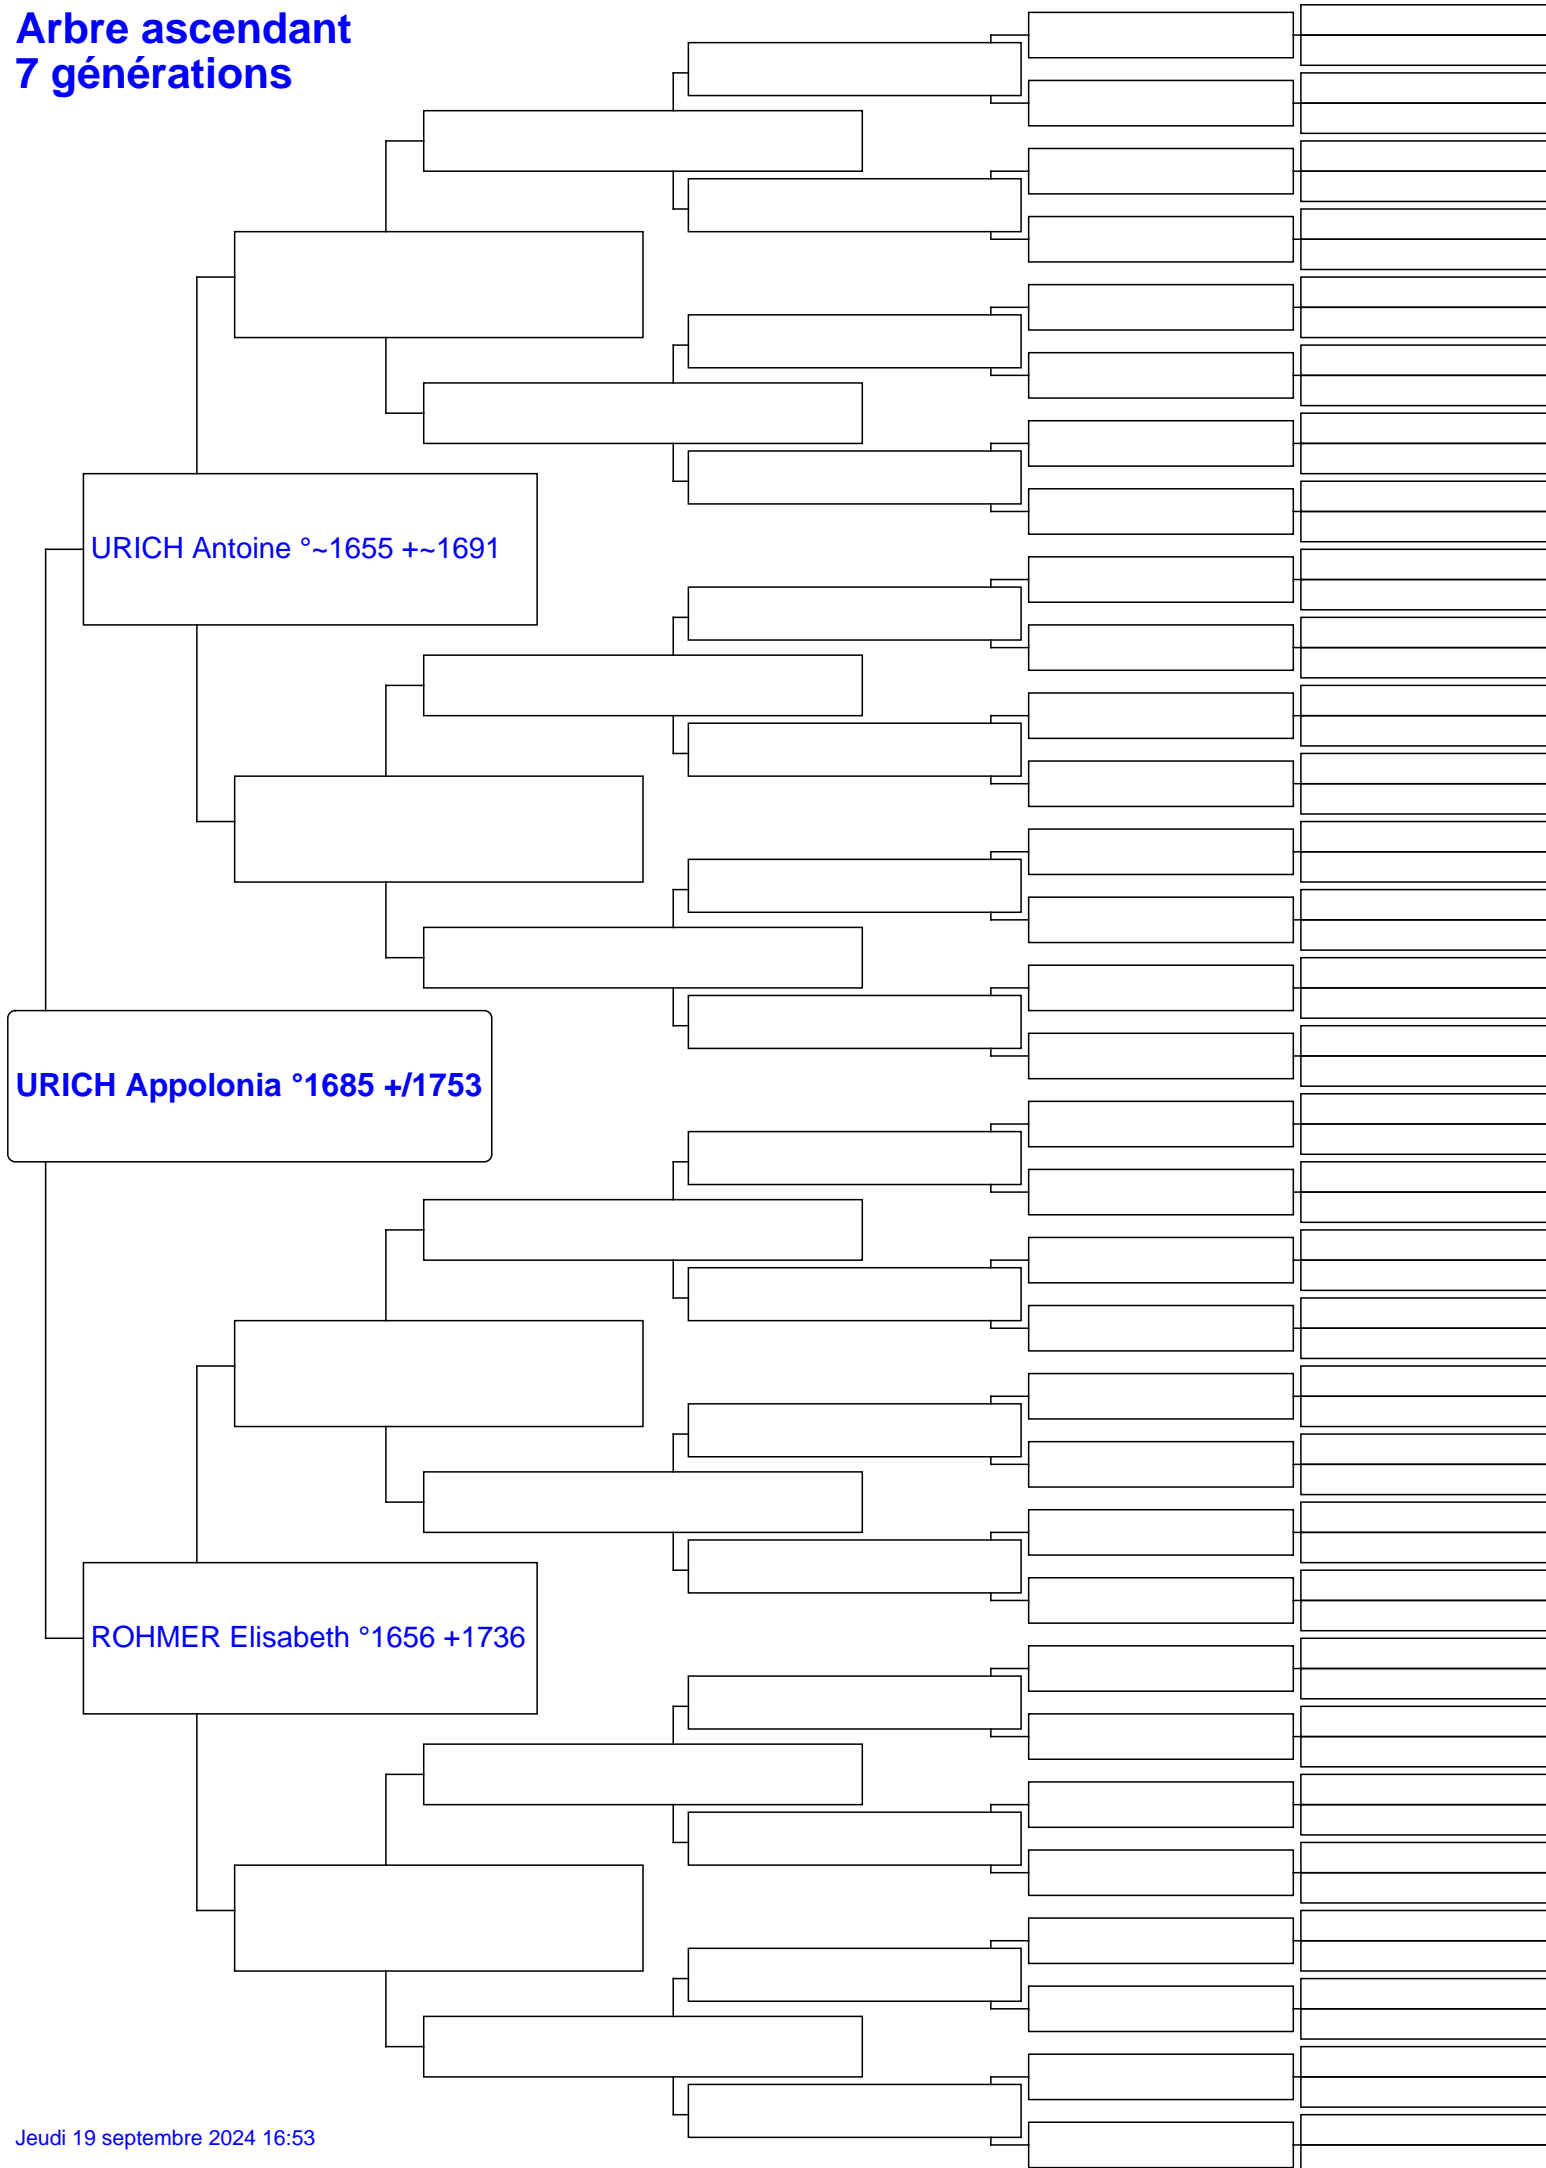 Arbre ascendant
7 générations
URICH Antoine °~1655 +~1691
URICH Appolonia °1685 +/1753
ROHMER Elisabeth °1656 +1736
Jeudi 19 septembre 2024 16:53